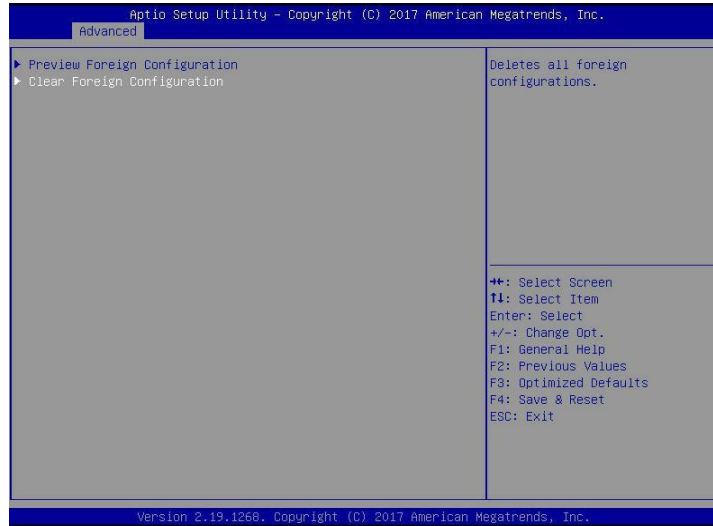 Aptio Setup Utility – Copyright (C) 2017 American Megatrends, Inc.
Advanced
Preview Foreign Configuration
Clear Foreign Configuration
Deletes all foreign
configurations.
→←: Select Screen
↑↓: Select Item
Enter: Select
+/-: Change Opt.
F1: General Help
F2: Previous Values
F3: Optimized Defaults
F4: Save & Reset
ESC: Exit
Version 2.19.1268. Copyright (C) 2017 American Megatrends, Inc.